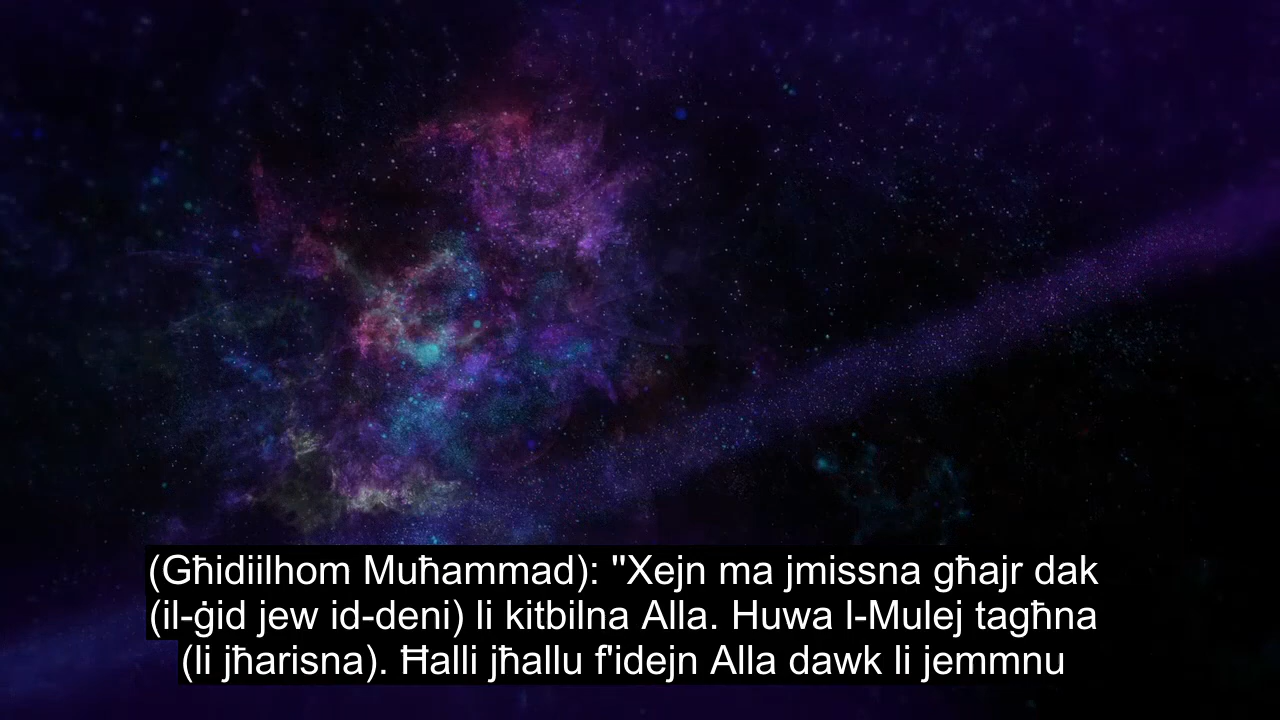 (Għidiilhom Muħammad): "Xejn ma jmissna għajr dak
(il-ġid jew id-deni) li kitbilna Alla. Huwa l-Mulej tagħna
(li jħarisna). Ħalli jħallu f'idejn Alla dawk li jemmnu